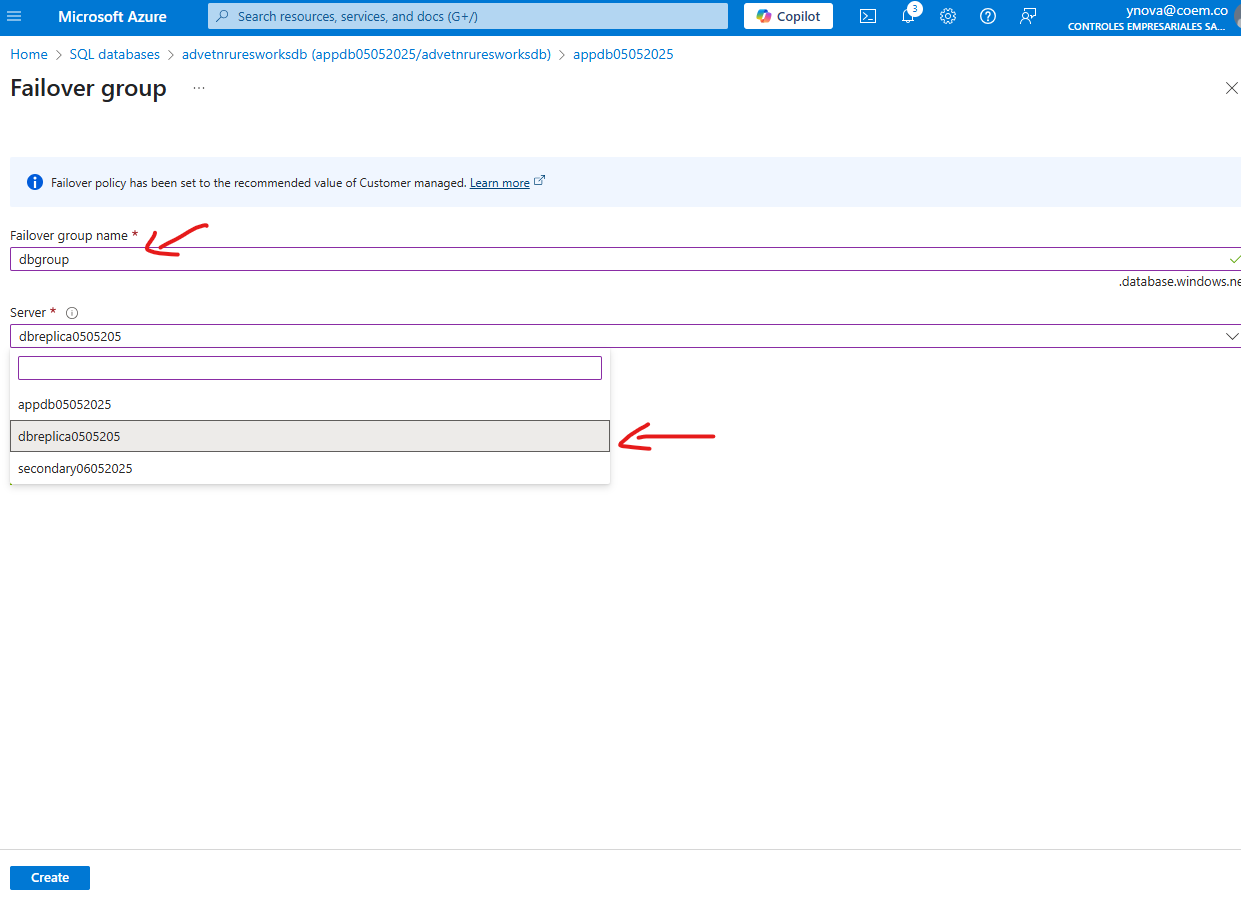 Microsoft Azure
Search resources, services, and docs (G+/)
Copilot
3
ynova@coem.co
CONTROLES EMPRESARIALES SA...
Home > SQL databases > advetnruresworksdb (appdb05052025/advetnruresworksdb) > appdb05052025
Failover group ...
Failover policy has been set to the recommended value of Customer managed. Learn more
Failover group name *
dbgroup
.database.windows.ne
Server *
dbreplica0505205
appdb05052025
dbreplica0505205
secondary06052025
Create